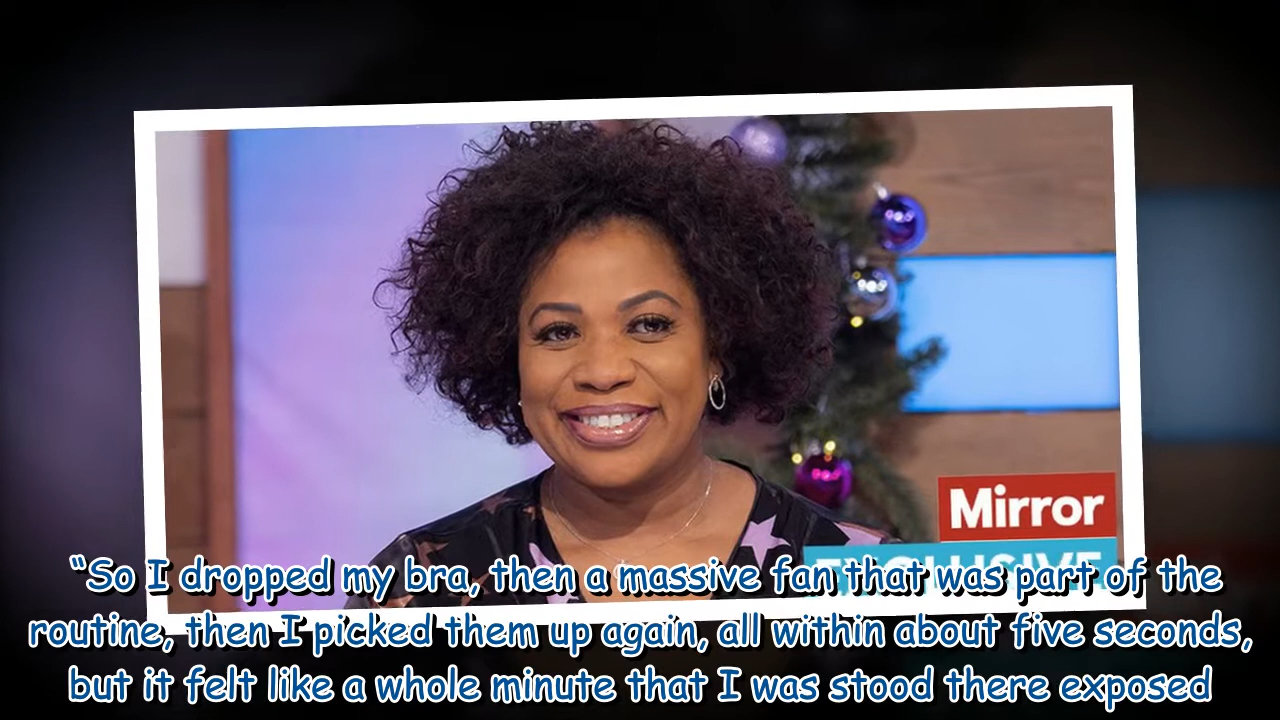 Mirror
EXCLUSIVE
“So I dropped my bra, then a massive fan that was part of the
routine, then I picked them up again, all within about five seconds,
but it felt like a whole minute that I was stood there exposed